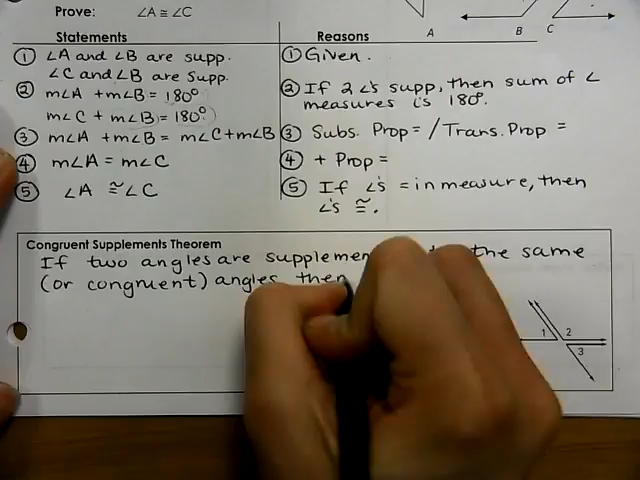 Prove: ∠A ≅ ∠C
A B C
Statements Reasons
① ∠A and ∠B are supp. ① Given.
∠C and ∠B are supp.
② m∠A + m∠B = 180° ② If 2 ∠'s supp, then sum of ∠
m∠C + m∠B = 180° measures is 180°.
③ m∠A + m∠B = m∠C + m∠B ③ Subs. Prop = / Trans. Prop =
④ m∠A = m∠C ④ + Prop =
⑤ ∠A ≅ ∠C ⑤ If ∠'s = in measure, then
∠'s ≅.
Congruent Supplements Theorem
If two angles are the same
(or congruent) angles then
1 2
3